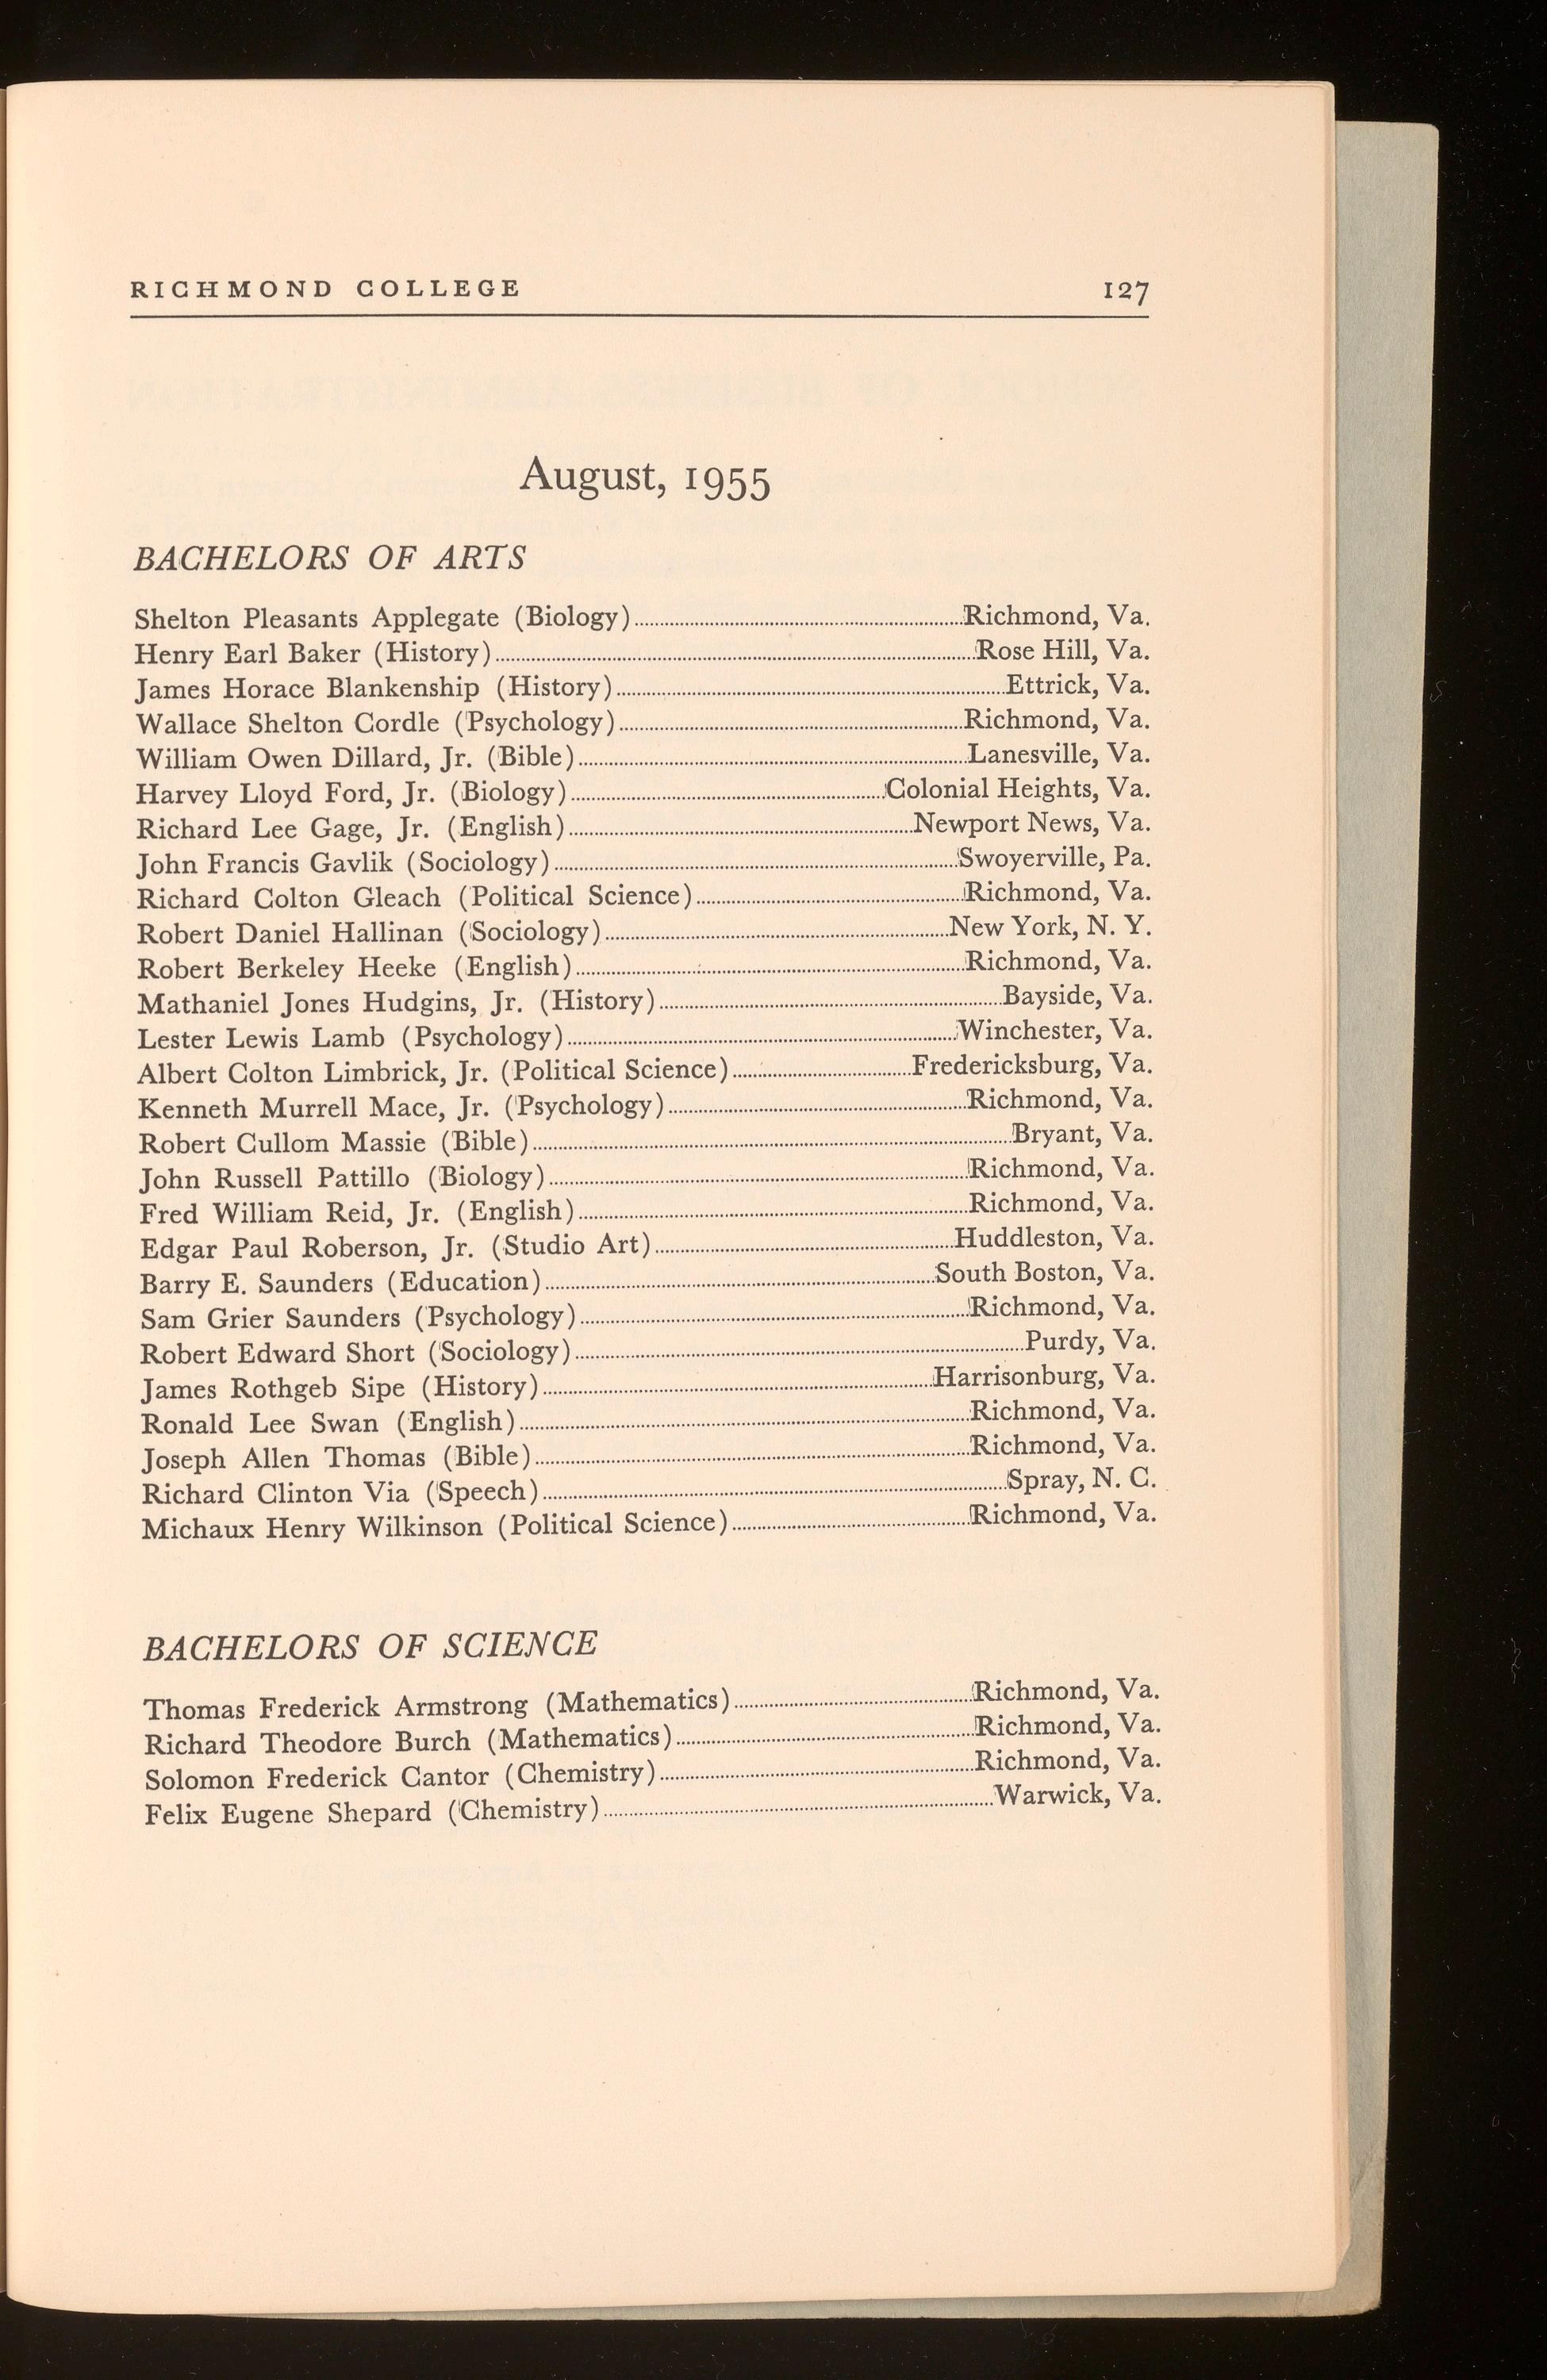 RICHMOND COLLEGE 127
August, 1955
BACHELORS OF ARTS
Shelton Pleasants Applegate (Biology)....................Richmond, Va.
Henry Earl Baker (History)....................Rose Hill, Va.
James Horace Blankenship (History)....................Ettrick, Va.
Wallace Shelton Cordle (Psychology)....................Richmond, Va.
William Owen Dillard, Jr. (Bible)....................Lanesville, Va.
Harvey Lloyd Ford, Jr. (Biology)....................Colonial Heights, Va.
Richard Lee Gage, Jr. (English)....................Newport News, Va.
John Francis Gavlik (Sociology)....................Swoyerville, Pa.
Richard Colton Gleach (Political Science)....................Richmond, Va.
Robert Daniel Hallinan (Sociology)....................New York, N. Y.
Robert Berkeley Heeke (English)....................Richmond, Va.
Mathaniel Jones Hudgins, Jr. (History)....................Bayside, Va.
Lester Lewis Lamb (Psychology)....................Winchester, Va.
Albert Colton Limbrick, Jr. (Political Science)....................Fredericksburg, Va.
Kenneth Murrell Mace, Jr. (Psychology)....................Richmond, Va.
Robert Cullom Massie (Bible)....................Bryant, Va.
John Russell Pattillo (Biology)....................Richmond, Va.
Fred William Reid, Jr. (English)....................Richmond, Va.
Edgar Paul Roberson, Jr. (Studio Art)....................Huddleston, Va.
Barry E. Saunders (Education)....................South Boston, Va.
Sam Grier Saunders (Psychology)....................Richmond, Va.
Robert Edward Short (Sociology)....................Purdy, Va.
James Rothgeb Sipe (History)....................Harrisonburg, Va.
Ronald Lee Swan (English)....................Richmond, Va.
Joseph Allen Thomas (Bible)....................Richmond, Va.
Richard Clinton Via (Speech)....................Spray, N. C.
Michaux Henry Wilkinson (Political Science)....................Richmond, Va.
BACHELORS OF SCIENCE
Thomas Frederick Armstrong (Mathematics)....................Richmond, Va.
Richard Theodore Burch (Mathematics)....................Richmond, Va.
Solomon Frederick Cantor (Chemistry)....................Richmond, Va.
Felix Eugene Shepard (Chemistry)....................Warwick, Va.